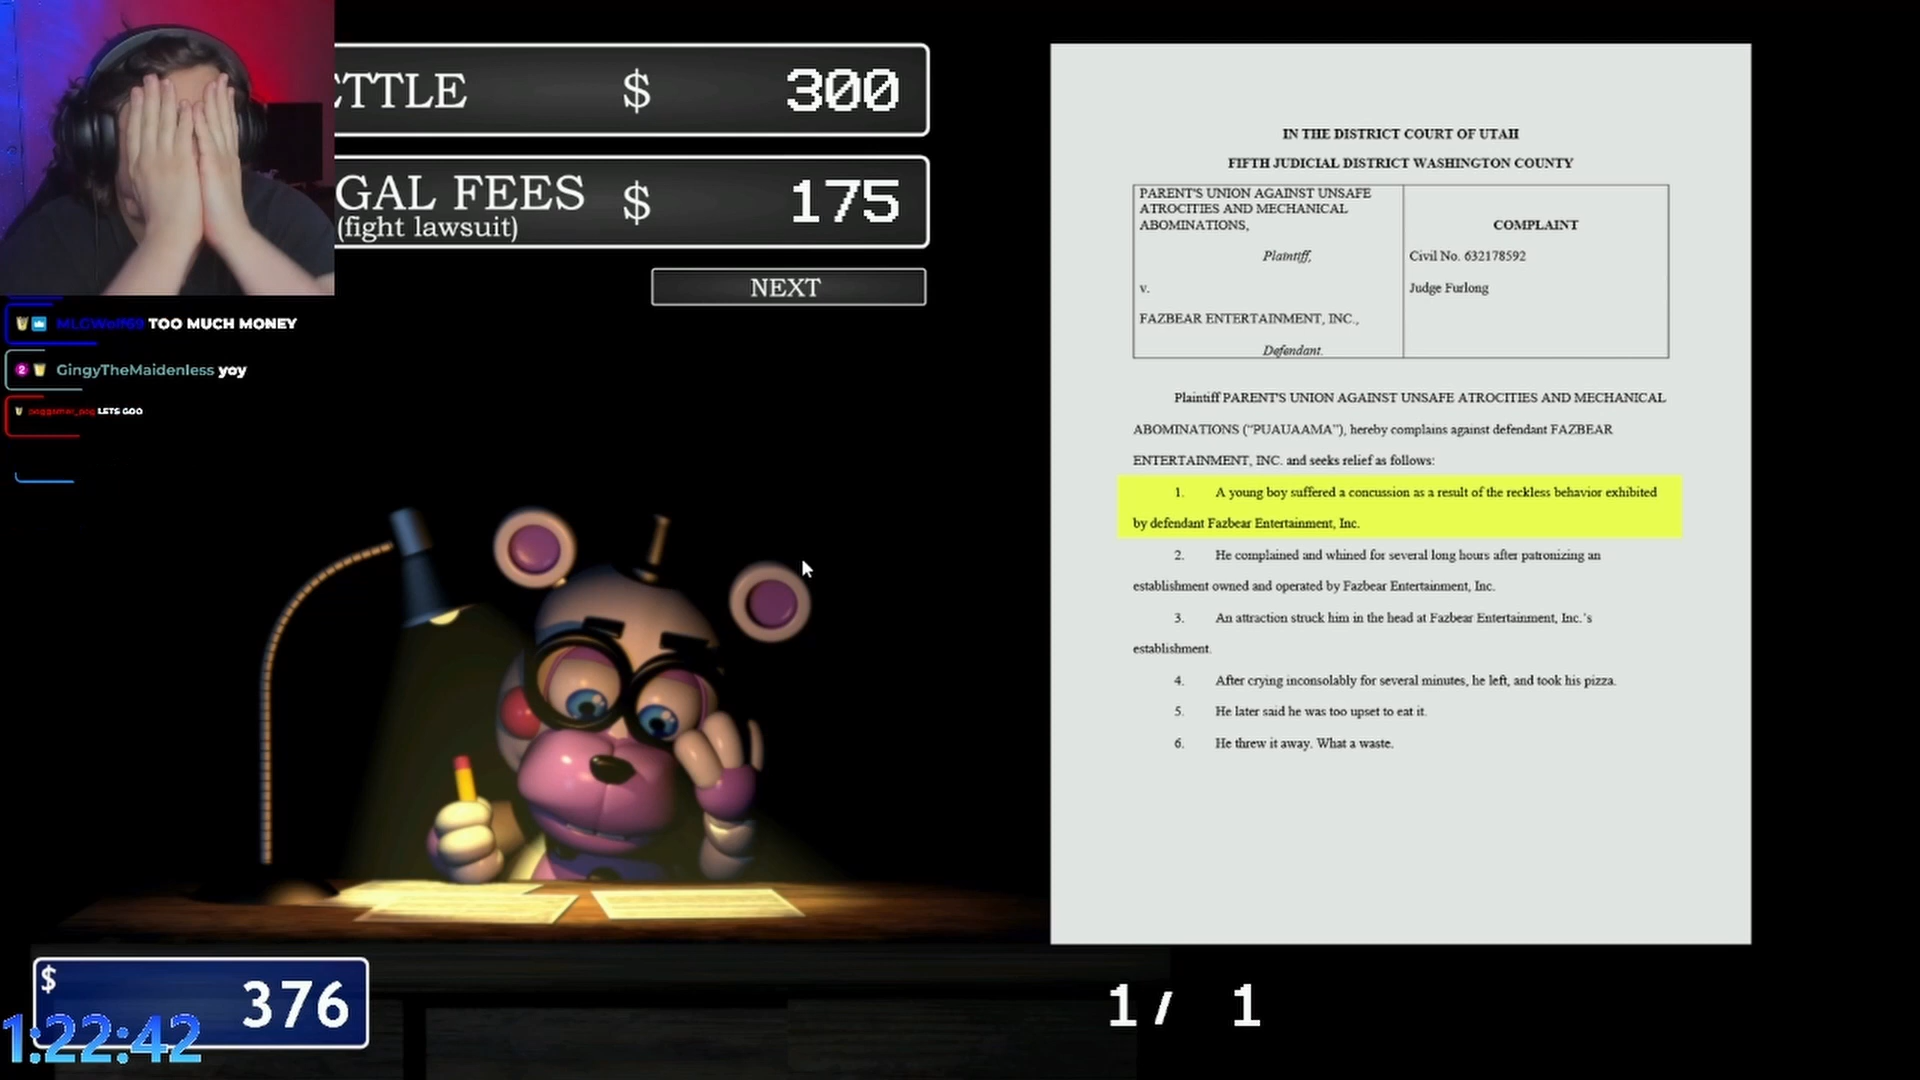 ETTLE $ 300
GAL FEES $ 175
(fight lawsuit)
NEXT
MLCWolf69 TOO MUCH MONEY
2 GingyTheMaidenless yoy
poggamer_pog LETS GOO
IN THE DISTRICT COURT OF UTAH
FIFTH JUDICIAL DISTRICT WASHINGTON COUNTY
PARENT'S UNION AGAINST UNSAFE
ATROCITIES AND MECHANICAL
ABOMINATIONS,
Plaintiff,
v.
FAZBEAR ENTERTAINMENT, INC.,
Defendant.
COMPLAINT
Civil No. 632178592
Judge Furlong
Plaintiff PARENT'S UNION AGAINST UNSAFE ATROCITIES AND MECHANICAL
ABOMINATIONS (“PUAUAAMA”), hereby complains against defendant FAZBEAR
ENTERTAINMENT, INC. and seeks relief as follows:
1. A young boy suffered a concussion as a result of the reckless behavior exhibited
by defendant Fazbear Entertainment, Inc.
2. He complained and whined for several long hours after patronizing an
establishment owned and operated by Fazbear Entertainment, Inc.
3. An attraction struck him in the head at Fazbear Entertainment, Inc.'s
establishment.
4. After crying inconsolably for several minutes, he left, and took his pizza.
5. He later said he was too upset to eat it.
6. He threw it away. What a waste.
$ 376
1:22:42
1 / 1